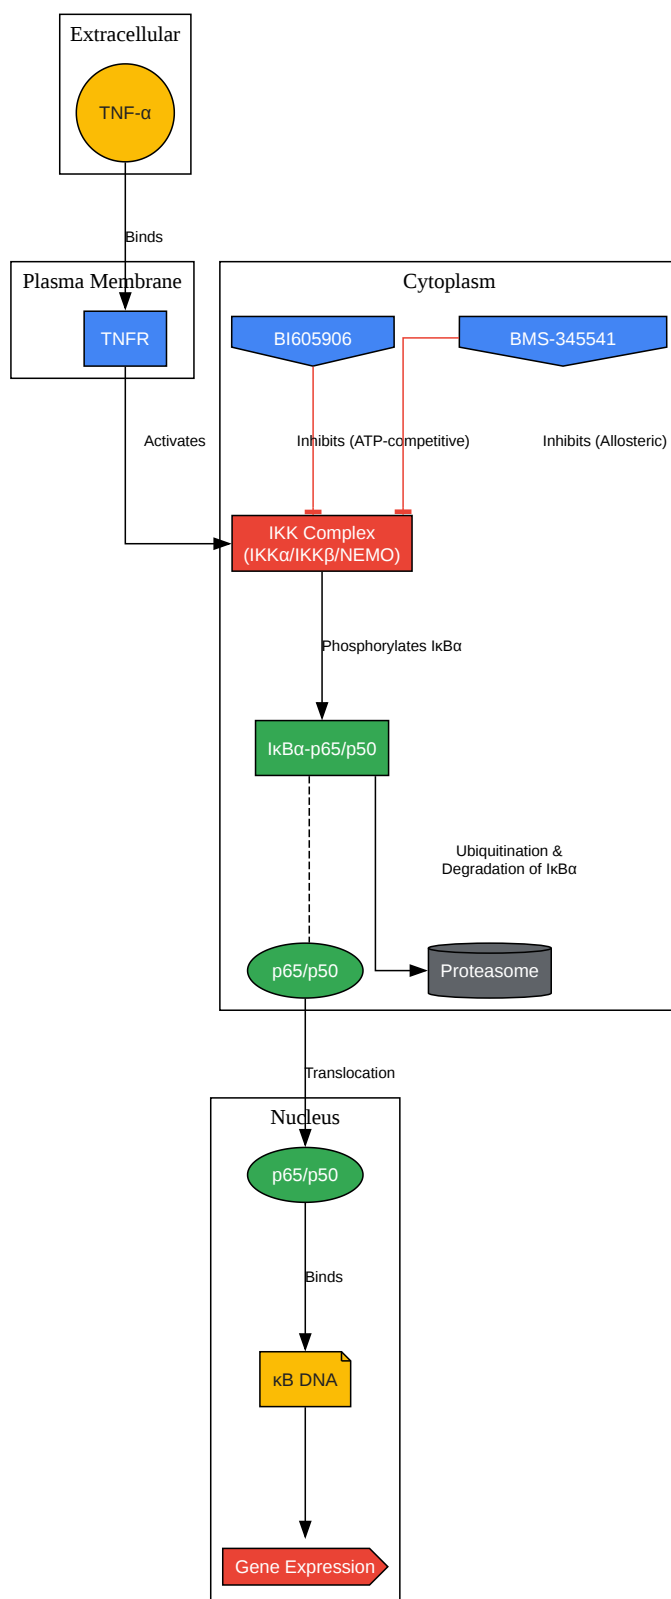 Extracellular
TNF-α
Binds
Plasma Membrane
TNFR
Activates
Cytoplasm
BI605906
BMS-345541
Inhibits (ATP-competitive)
Inhibits (Allosteric)
IKK Complex
(IKKα/IKKβ/NEMO)
Phosphorylates IκBα
IκBα-p65/p50
Ubiquitination &
Degradation of IκBα
p65/p50
Proteasome
Translocation
Nucleus
p65/p50
Binds
κB DNA
Gene Expression